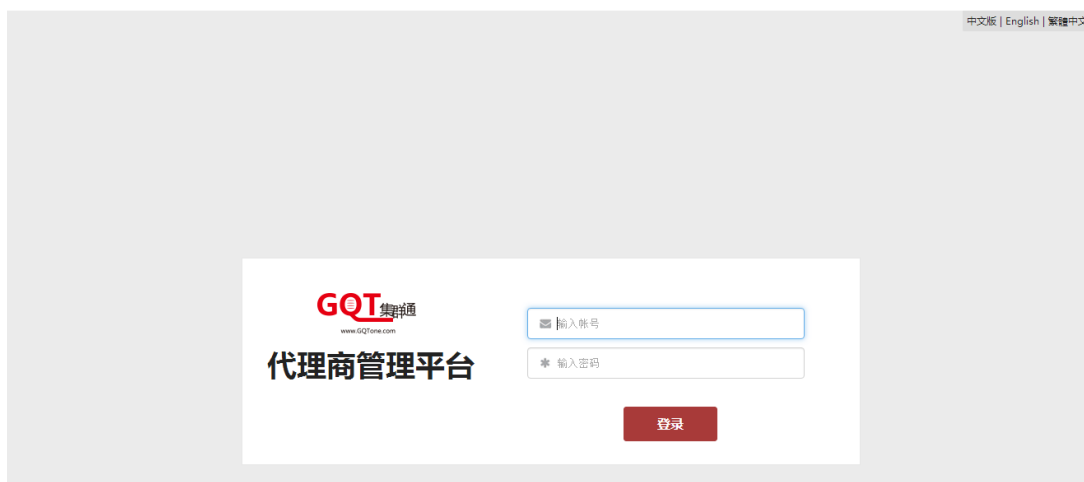 中文版 | English | 繁體中文
GQT集群通
www.GQTone.com
代理商管理平台
输入帐号
输入密码
登录